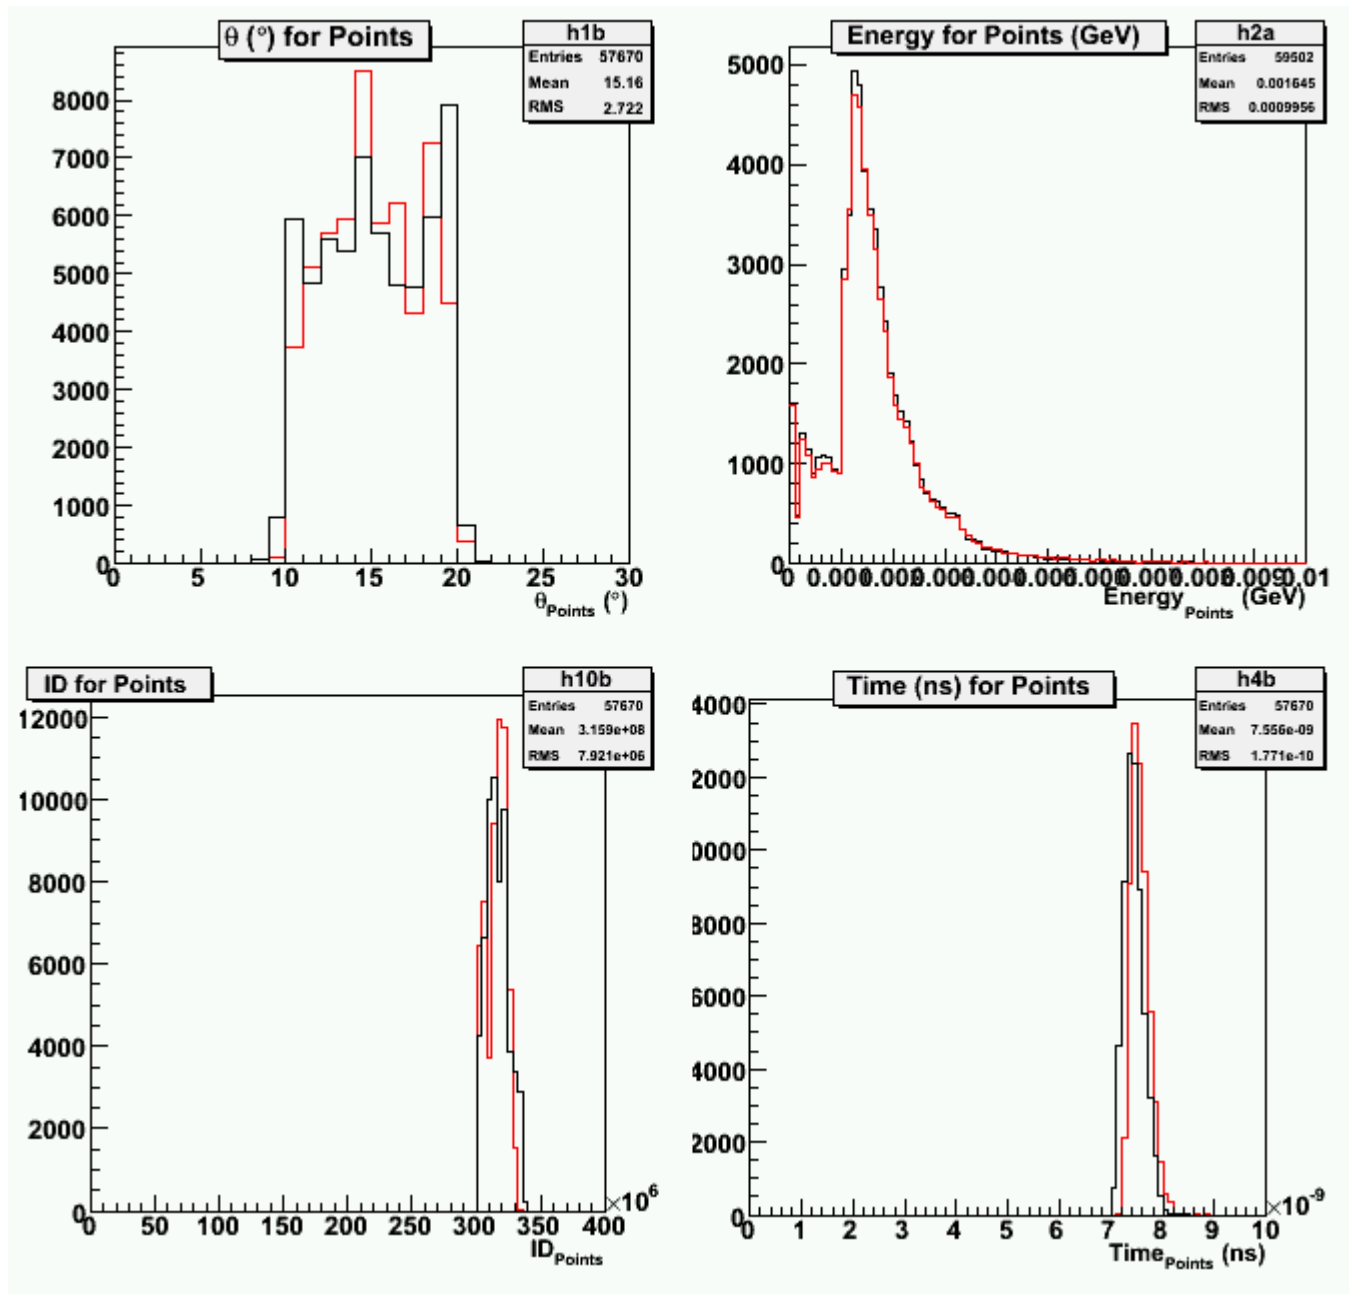 θ (°) for Points
h1b
Entries 57670
Mean 15.16
RMS 2.722
8000
7000
6000
5000
4000
3000
2000
1000
0
0 5 10 15 20 25 30
θPoints (°)
Energy for Points (GeV)
h2a
Entries 59502
Mean 0.001645
RMS 0.0009956
5000
4000
3000
2000
1000
0
0 0.01
EnergyPoints (GeV)
ID for Points
h10b
Entries 57670
Mean 3.159e+08
RMS 7.921e+06
12000
10000
8000
6000
4000
2000
0
0 50 100 150 200 250 300 350 400
×10^6
IDPoints
Time (ns) for Points
h4b
Entries 57670
Mean 7.556e-09
RMS 1.771e-10
4000
2000
0000
8000
6000
4000
2000
0
0 1 2 3 4 5 6 7 8 9 10
×10^-9
TimePoints (ns)